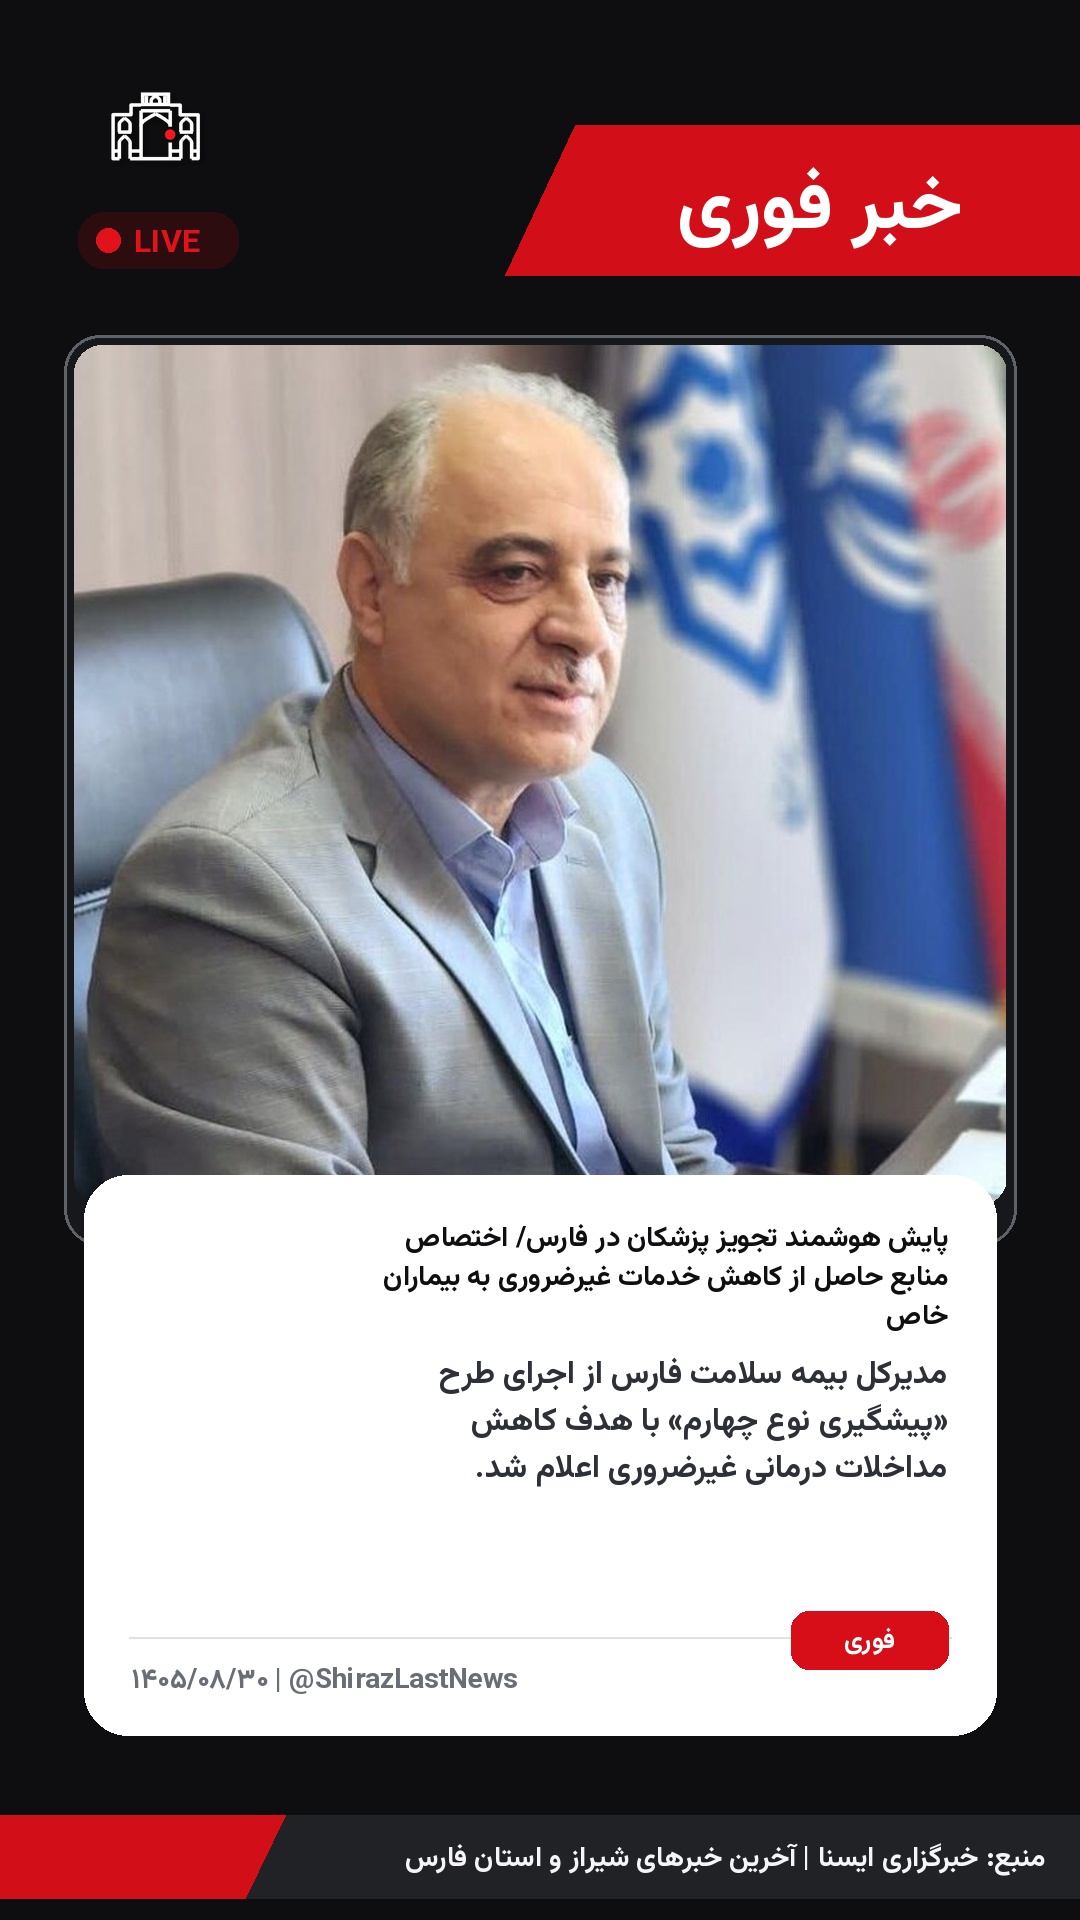 خبر فوری
LIVE
پایش هوشمند تجویز پزشکان در فارس/ اختصاص
منابع حاصل از کاهش خدمات غیرضروری به بیماران
خاص
مدیرکل بیمه سلامت فارس از اجرای طرح
«پیشگیری نوع چهارم» با هدف کاهش
مداخلات درمانی غیرضروری اعلام شد.
فوری
۱۴۰۵/۰۸/۳۰ | @ShirazLastNews
منبع: خبرگزاری ایسنا | آخرین خبرهای شیراز و استان فارس